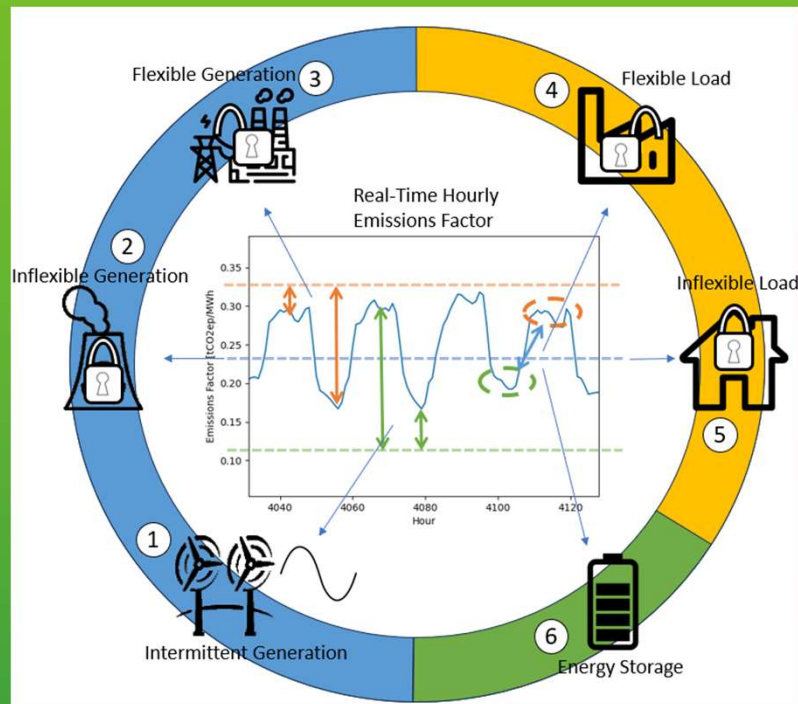 3
Flexible Generation
4
Flexible Load
Real-Time Hourly
Emissions Factor
2
Inflexible Generation
Inflexible Load
Emissions Factor [tCO2ep/MWh
0.35
0.30
0.25
0.20
0.15
0.10
4040
4060
4080
4100
4120
Hour
5
1
Intermittent Generation
6
Energy Storage